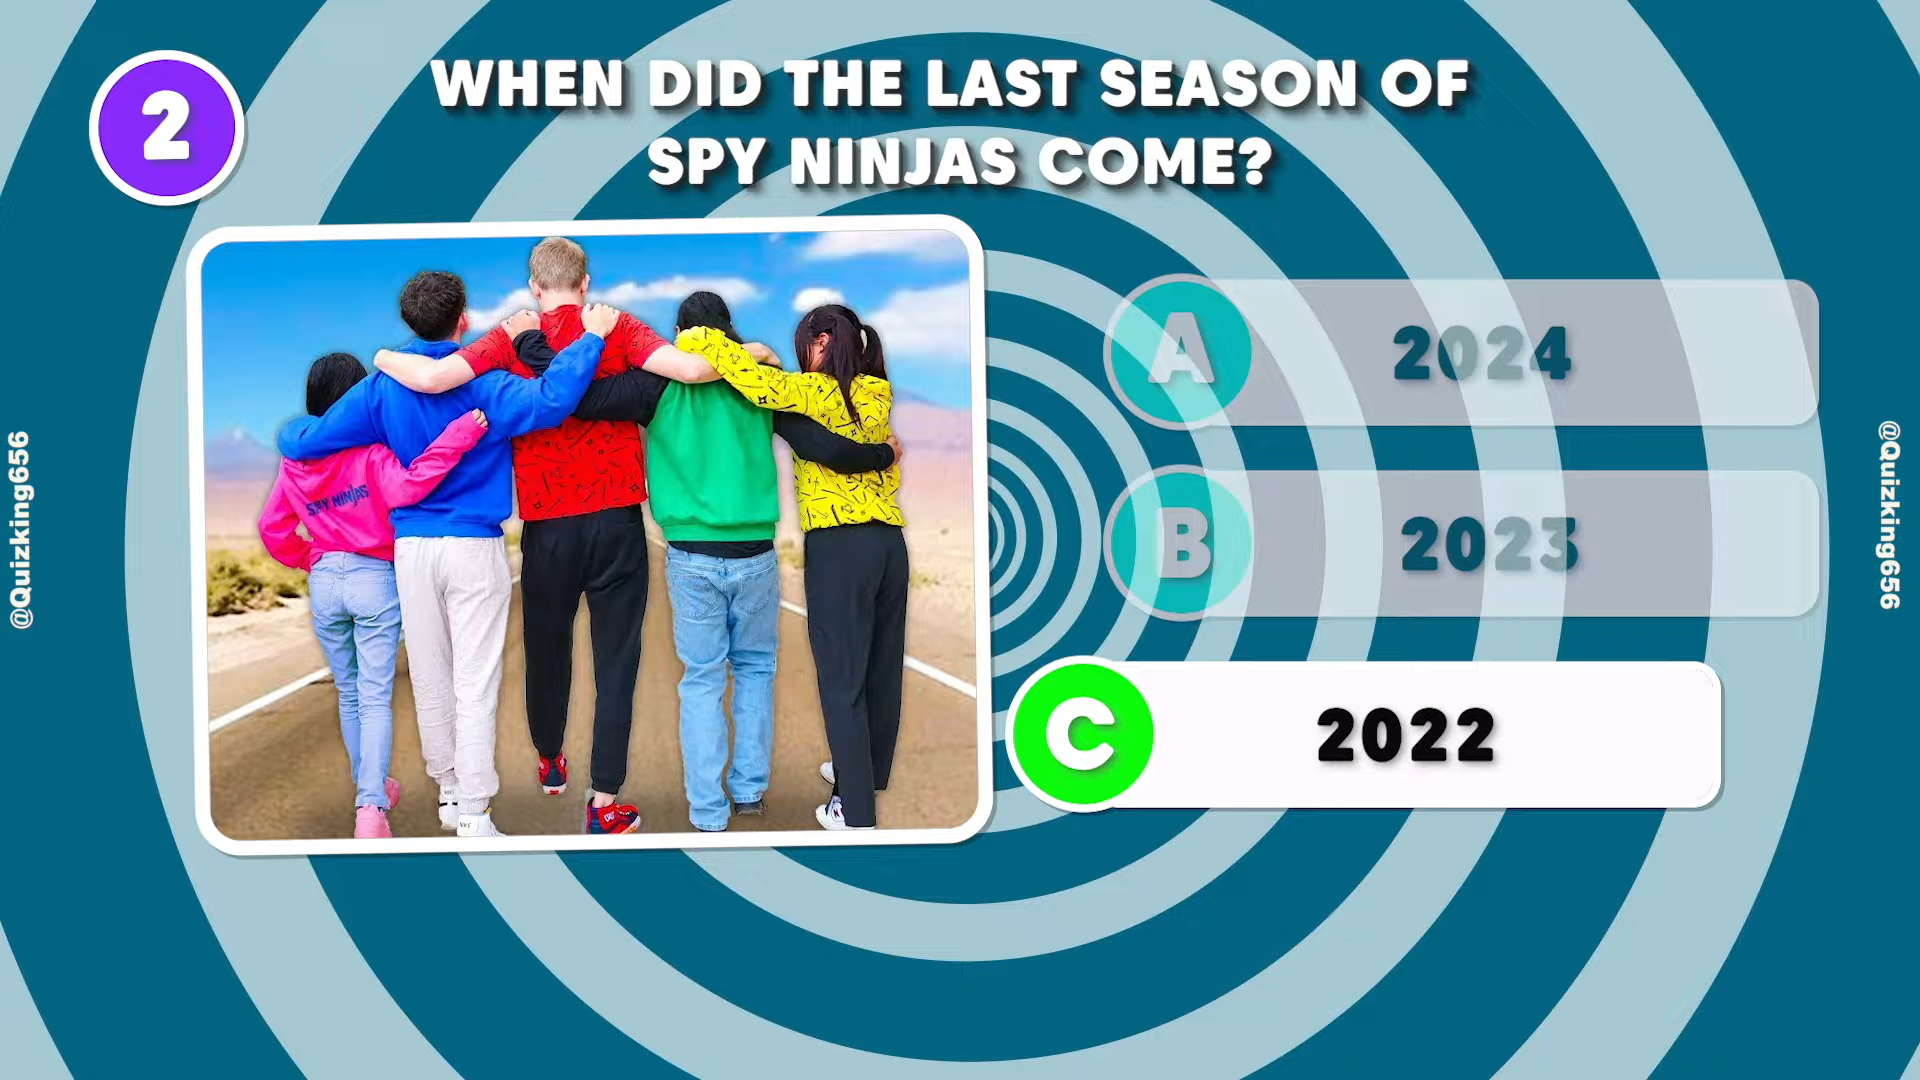 2
WHEN DID THE LAST SEASON OF
SPY NINJAS COME?
SPY NINJAS
A
2024
B
2023
C
2022
@Quizking656
@Quizking656